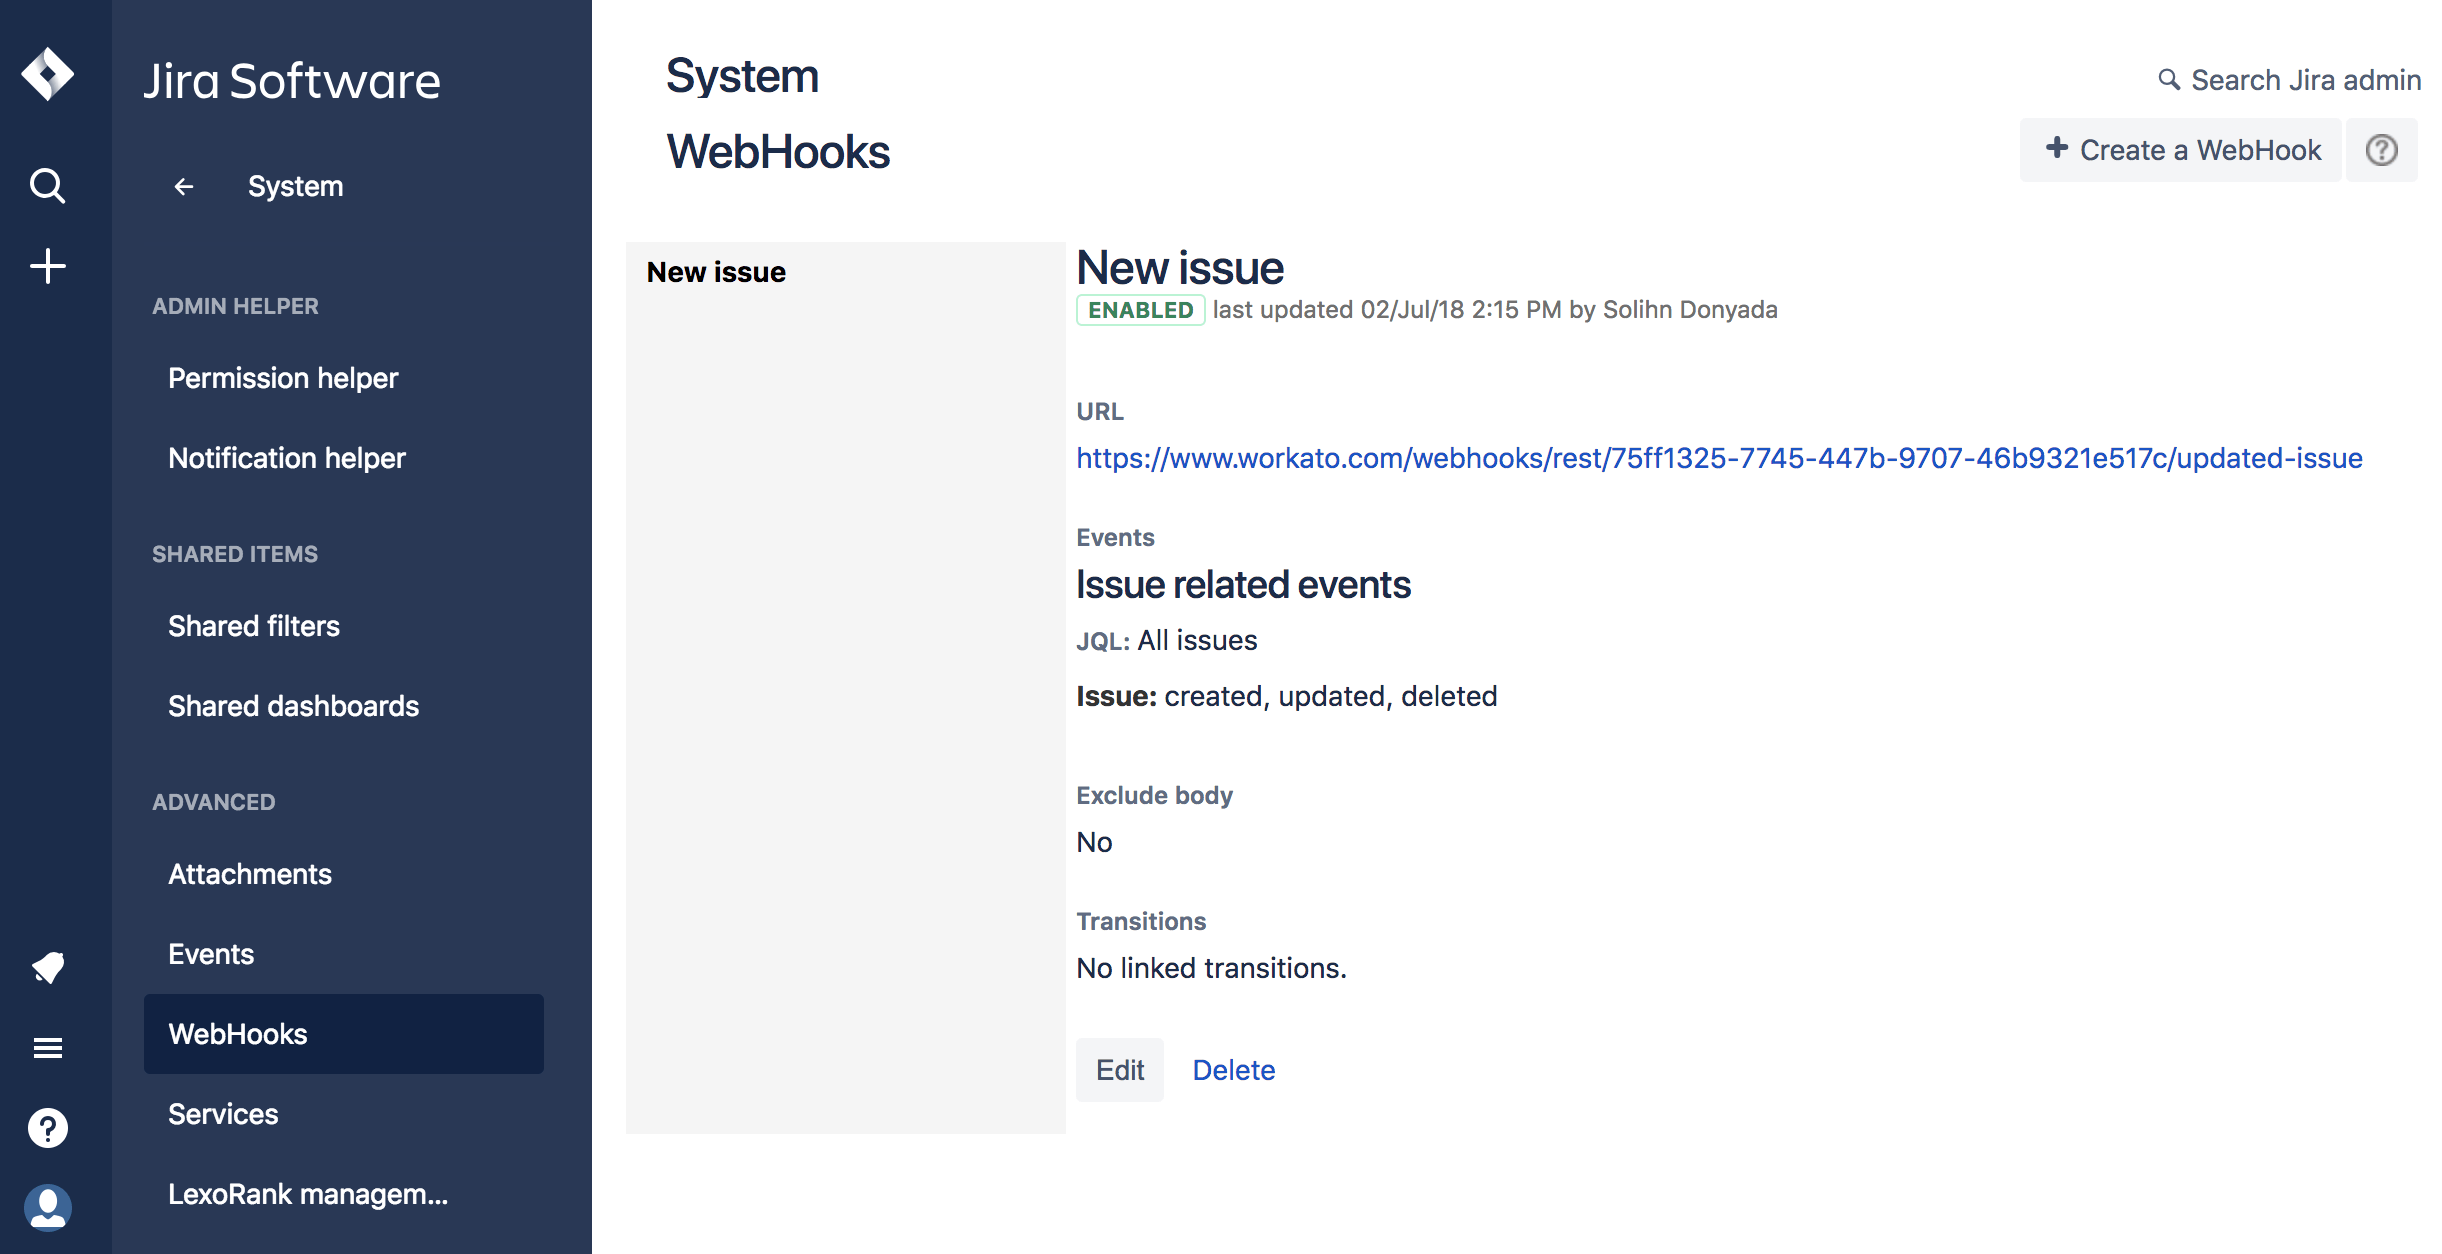 Jira Software
System
ADMIN HELPER
Permission helper
Notification helper
SHARED ITEMS
Shared filters
Shared dashboards
ADVANCED
Attachments
Events
WebHooks
Services
LexoRank managem...
System
Search Jira admin
WebHooks
Create a WebHook
New issue
New issue
ENABLED last updated 02/Jul/18 2:15 PM by Solihn Donyada
URL
https://www.workato.com/webhooks/rest/75ff1325-7745-447b-9707-46b9321e517c/updated-issue
Events
Issue related events
JQL: All issues
Issue: created, updated, deleted
Exclude body
No
Transitions
No linked transitions.
Edit Delete